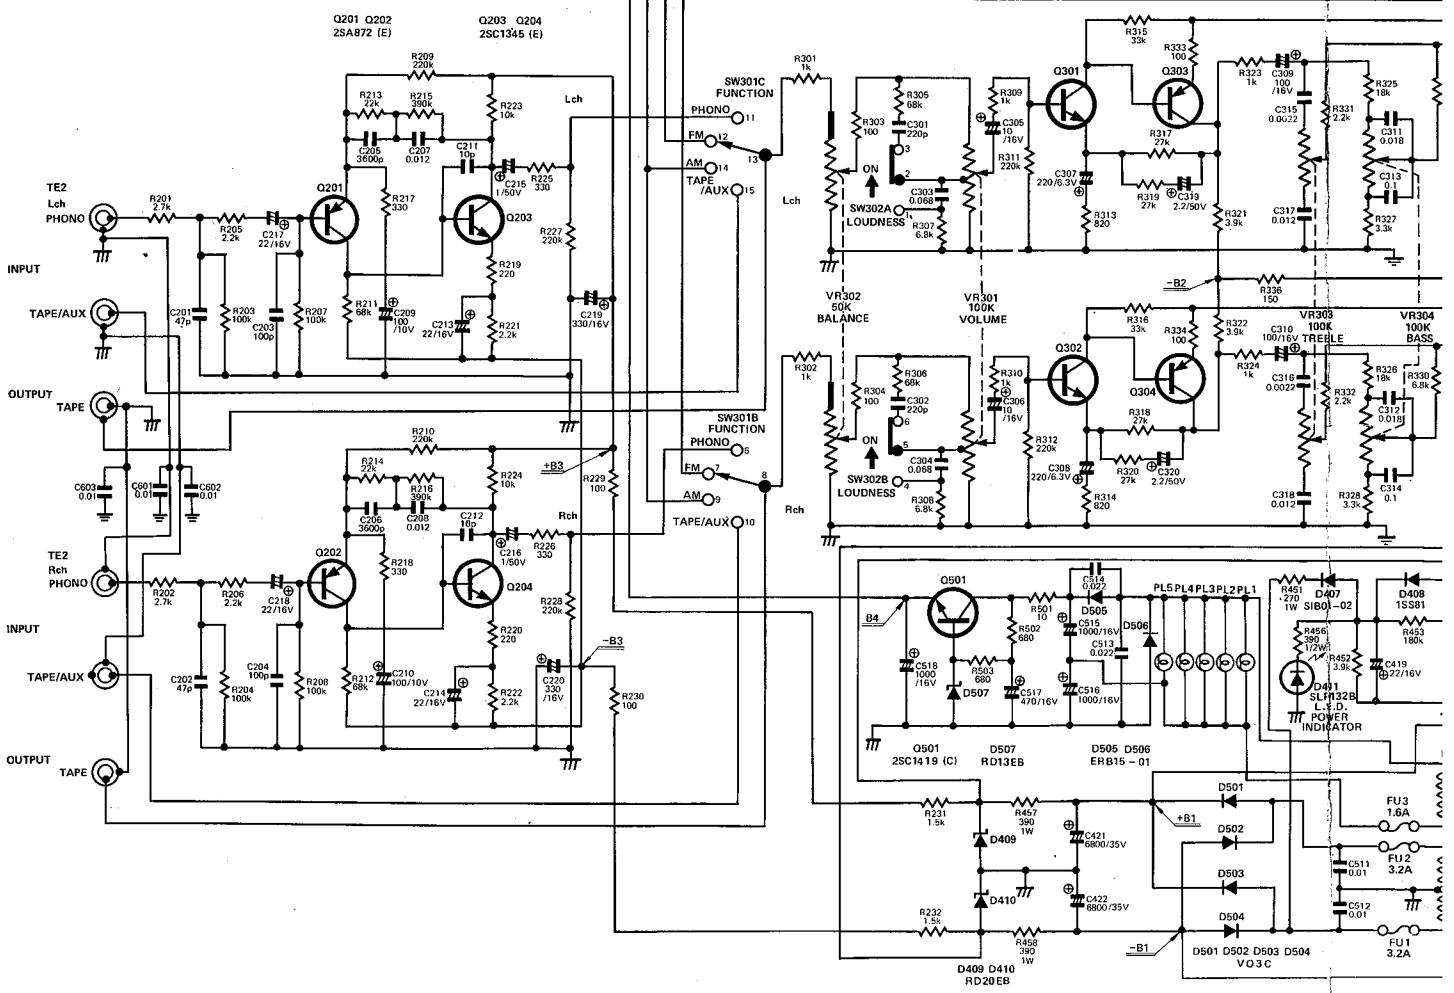 Q201 Q202
2SA872 (E)
Q203 Q204
2SC1345 (E)
R209
220k
R213
22k
R215
390k
R223
10k
Lch
C205
3600p
C207
0.012
C211
10p
C215
1/50V
R225
330
TE2
Lch
PHONO
R201
2.7k
R205
2.2k
C217
22/16V
Q201
R217
330
Q203
R227
220k
R219
220
INPUT
TAPE/AUX
C201
47p
R203
100k
C203
100p
R207
100k
R211
68k
C209
100
/10V
C213
22/16V
R221
2.2k
C219
330/16V
OUTPUT
TAPE
SW301C
FUNCTION
PHONO
11
FM
12
13
AM
14
TAPE
/AUX
15
R301
1k
Lch
R303
100
R305
68k
C301
220p
3
ON
2
SW302A
LOUDNESS
1
C303
0.068
R307
6.8k
R309
1k
C305
10
/16V
R311
220k
VR302
50K
BALANCE
VR301
100K
VOLUME
Q301
Q303
R315
33k
R333
100
C307
220/6.3V
R317
27k
R319
27k
C319
2.2/50V
R313
820
R321
3.9k
R323
1k
C309
100
/16V
C315
0.0022
R331
2.2k
R325
18k
C311
0.018
C313
0.1
C317
0.012
R327
3.3k
-B2
R336
150
R316
33k
R334
100
R322
3.9k
C310
100/16V
VR303
100K
TREELE
VR304
100K
BASS
R302
1k
R304
100
R306
68k
C302
220p
6
ON
5
SW302B
LOUDNESS
4
C304
0.068
R308
6.8k
R310
1k
C306
10
/16V
R312
220k
Q302
Q304
R324
1k
C316
0.0022
R332
2.2k
R326
18k
C312
0.018
R330
6.8k
C308
220/6.3V
R318
27k
R320
27k
C320
2.2/50V
R314
820
C318
0.012
R328
3.3k
C314
0.1
SW301B
FUNCTION
PHONO
6
FM
7
8
AM
9
TAPE/AUX
10
Rch
R210
220k
R214
22k
R216
390k
R224
10k
+B3
R229
100
C603
0.01
C601
0.01
C602
0.01
C206
3600p
C208
0.012
C212
10p
C216
1/50V
R226
330
Rch
TE2
Rch
PHONO
R202
2.7k
R206
2.2k
C218
22/16V
Q202
R218
330
Q204
R228
220k
R220
220
-B3
INPUT
TAPE/AUX
C202
47p
R204
100k
C204
100p
R208
100k
R212
68k
C210
100/10V
C214
22/16V
R222
2.2k
C220
330
/16V
R230
100
OUTPUT
TAPE
B4
Q501
C518
1000
/16V
D507
R503
680
R502
680
C517
470/16V
R501
10
C514
0.022
D505
C515
1000/16V
C513
0.022
C516
1000/16V
D506
PL5 PL4 PL3 PL2 PL1
R451
270
1W
D407
SIB01-02
D408
1SS81
R456
390
1/2W
R452
3.9k
R453
180k
C419
22/16V
D411
SLP132B
L.E.D.
POWER
INDICATOR
Q501
2SC1419 (C)
D507
RD13EB
D505 D506
ERB15-01
R231
1.5k
R457
390
1W
D409
C421
6800/35V
+B1
D501
D502
D503
D504
FU3
1.6A
FU2
3.2A
C511
0.01
C512
0.01
FU1
3.2A
D410
C422
6800/35V
R232
1.5k
R458
390
1W
-B1
D501 D502 D503 D504
V03C
D409 D410
RD20EB